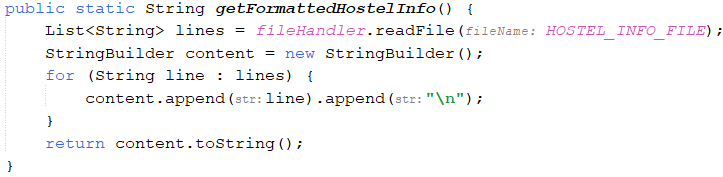 public static String getFormattedHostelInfo() {
    List<String> lines = fileHandler.readFile(fileName: HOSTEL_INFO_FILE);
    StringBuilder content = new StringBuilder();
    for (String line : lines) {
        content.append(str:line).append(str:"\n");
    }
    return content.toString();
}